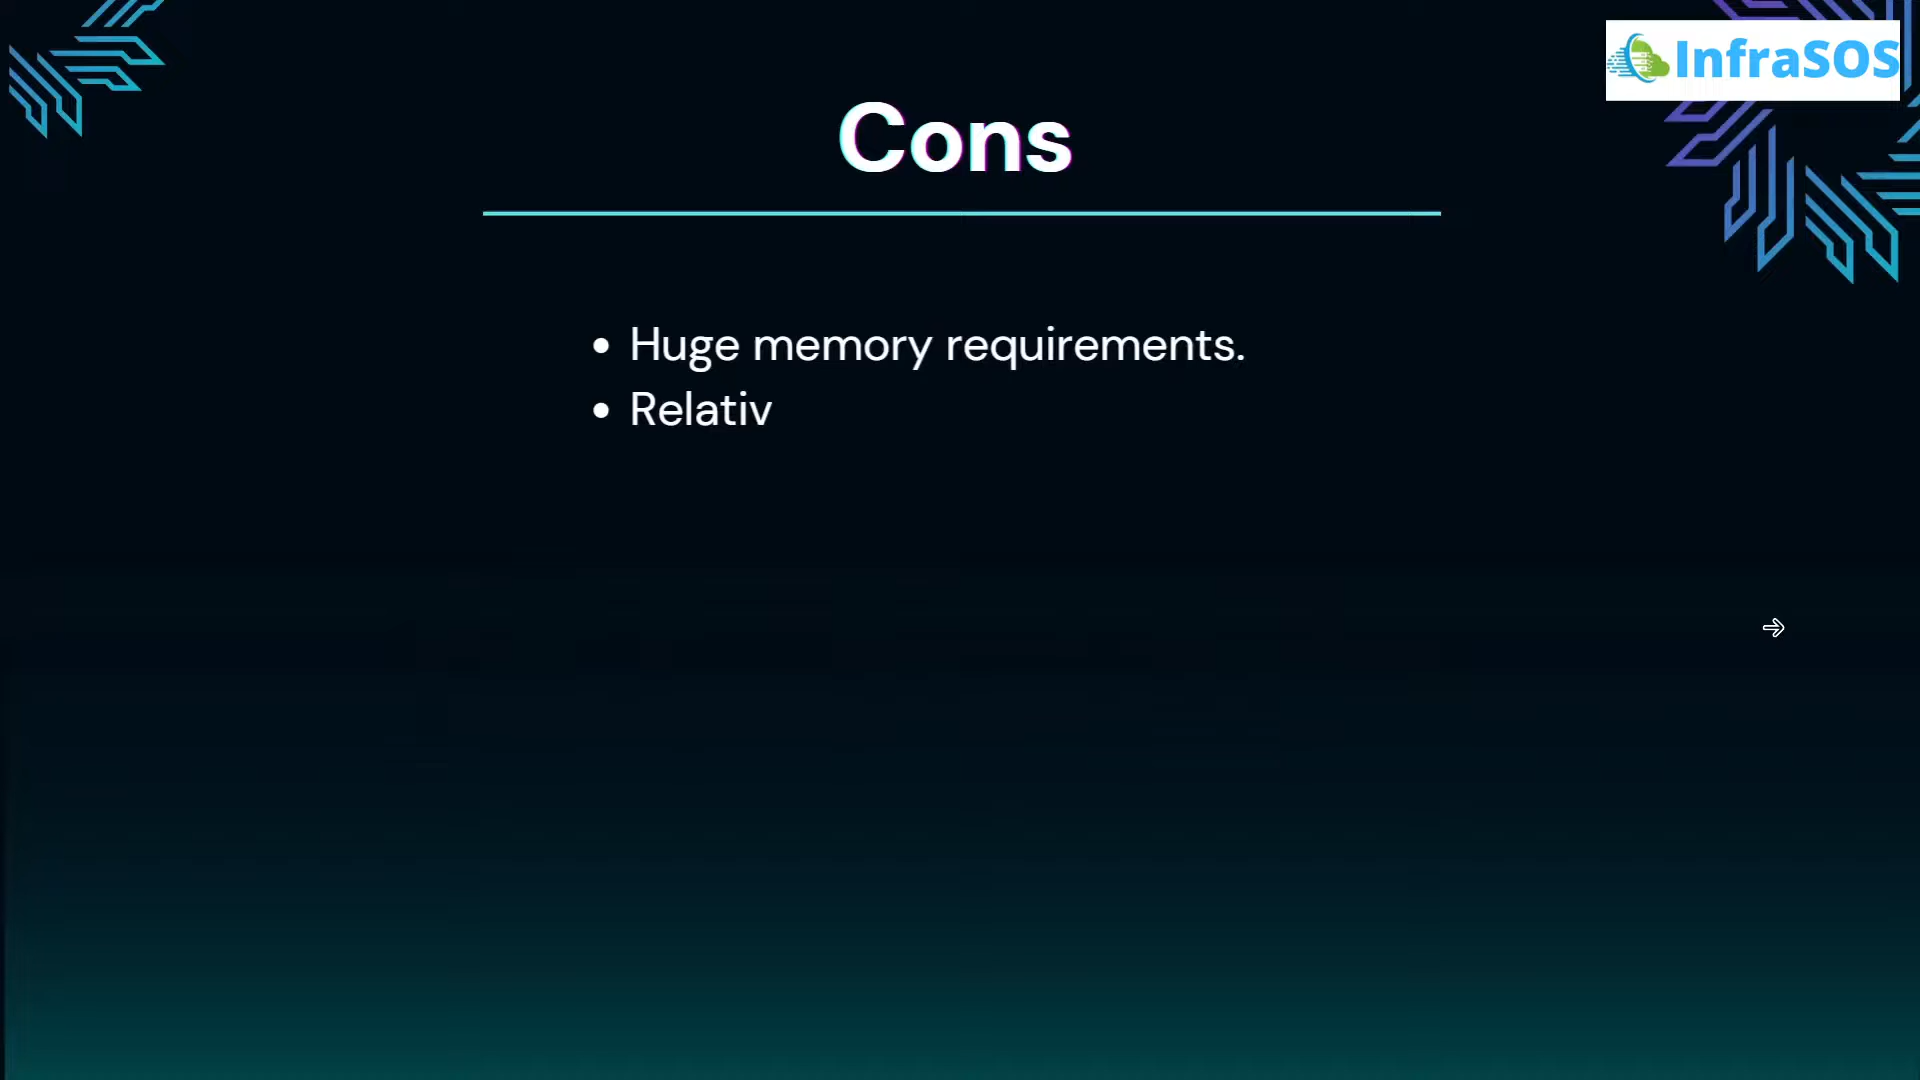 InfraSOS
Cons
• Huge memory requirements.
• Relativ